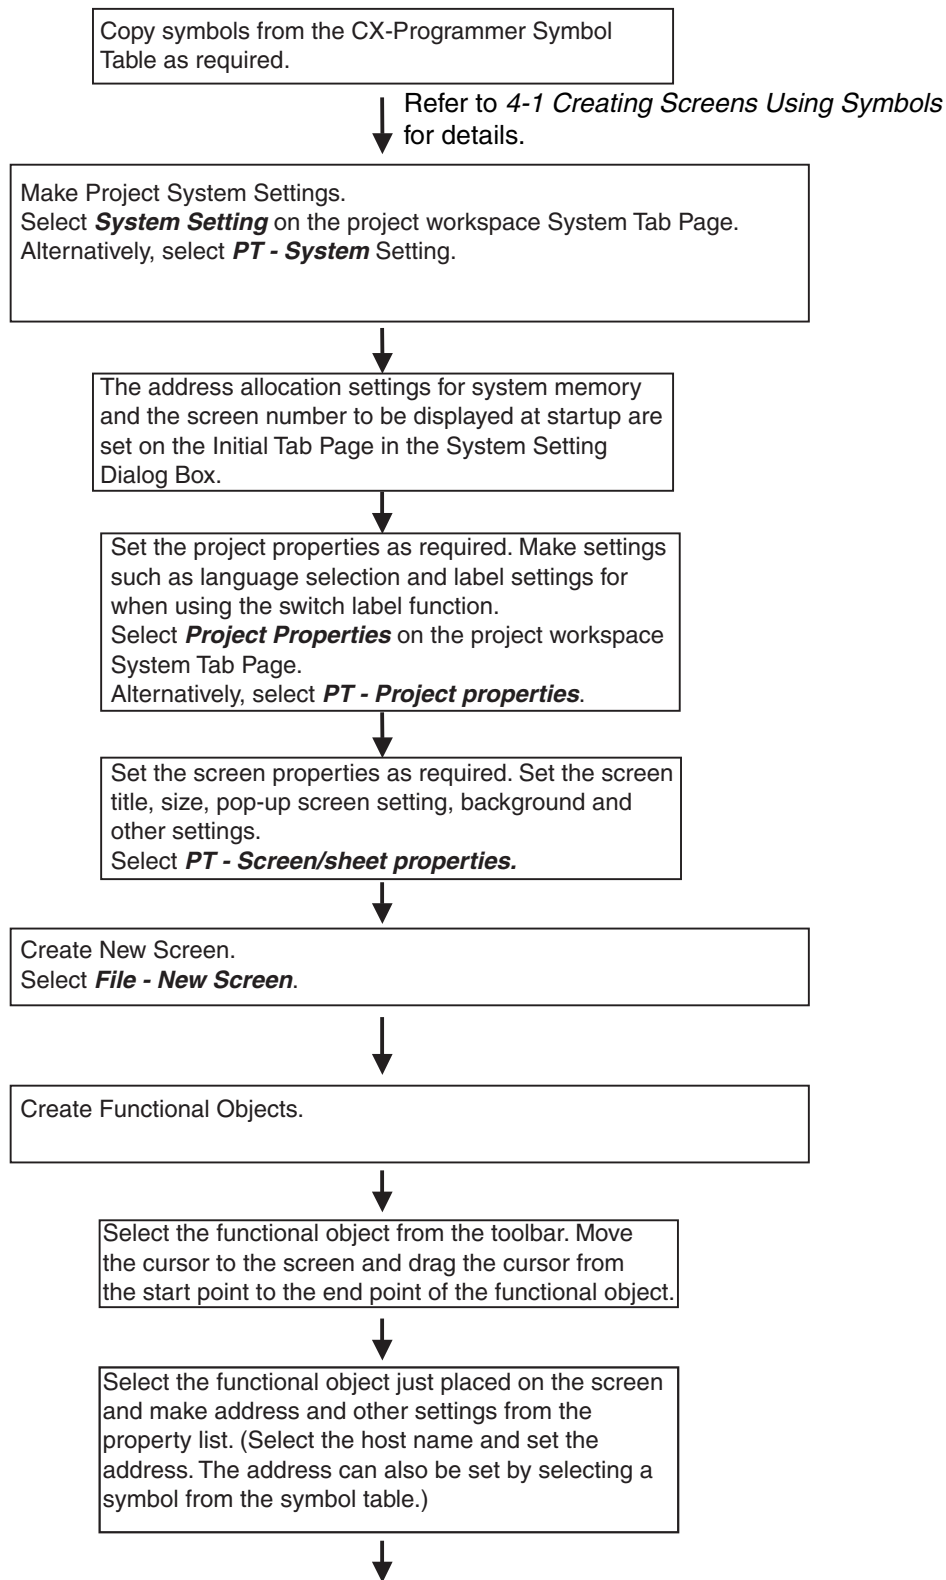 Copy symbols from the CX-Programmer Symbol
Table as required.
Refer to 4-1 Creating Screens Using Symbols
for details.
Make Project System Settings.
Select System Setting on the project workspace System Tab Page.
Alternatively, select PT - System Setting.
The address allocation settings for system memory
and the screen number to be displayed at startup are
set on the Initial Tab Page in the System Setting
Dialog Box.
Set the project properties as required. Make settings
such as language selection and label settings for
when using the switch label function.
Select Project Properties on the project workspace
System Tab Page.
Alternatively, select PT - Project properties.
Set the screen properties as required. Set the screen
title, size, pop-up screen setting, background and
other settings.
Select PT - Screen/sheet properties.
Create New Screen.
Select File - New Screen.
Create Functional Objects.
Select the functional object from the toolbar. Move
the cursor to the screen and drag the cursor from
the start point to the end point of the functional object.
Select the functional object just placed on the screen
and make address and other settings from the
property list. (Select the host name and set the
address. The address can also be set by selecting a
symbol from the symbol table.)